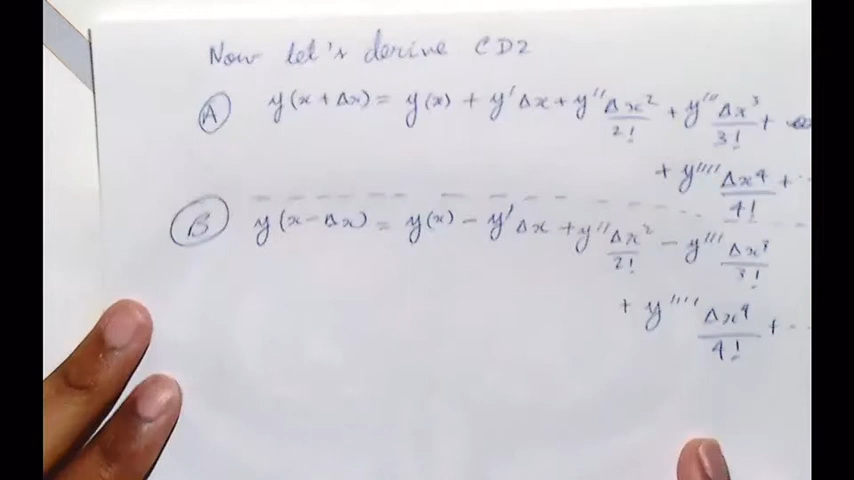 Now let's derive CD2
(A) y(x + Δx) = y(x) + y' Δx + y'' Δx²/2! + y''' Δx³/3! +
+ y'''' Δx⁴/4! + ..
(B) y(x - Δx) = y(x) - y' Δx + y'' Δx²/2! - y''' Δx³/3!
+ y'''' Δx⁴/4! + ..